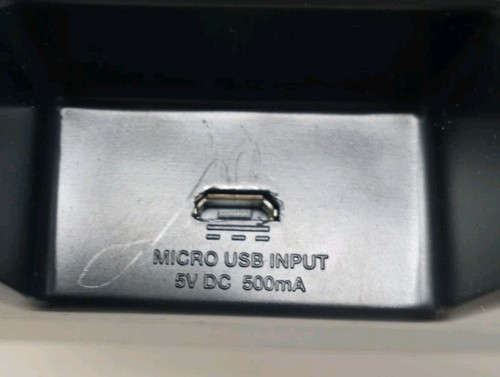 MICRO USB INPUT
5V DC 500mA